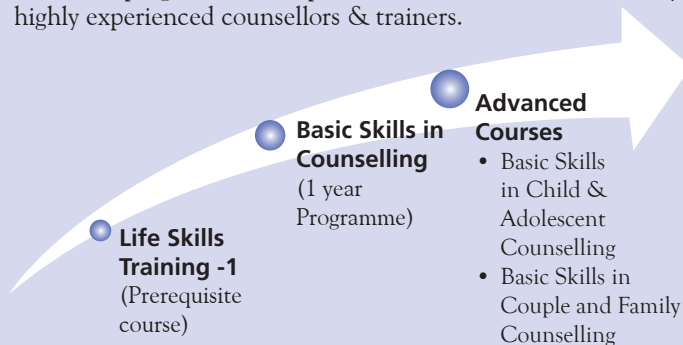 highly experienced counsellors & trainers.
Life Skills
Training -1
(Prerequisite
course)
Basic Skills in
Counselling
(1 year
Programme)
Advanced
Courses
• Basic Skills
in Child &
Adolescent
Counselling
• Basic Skills in
Couple and Family
Counselling